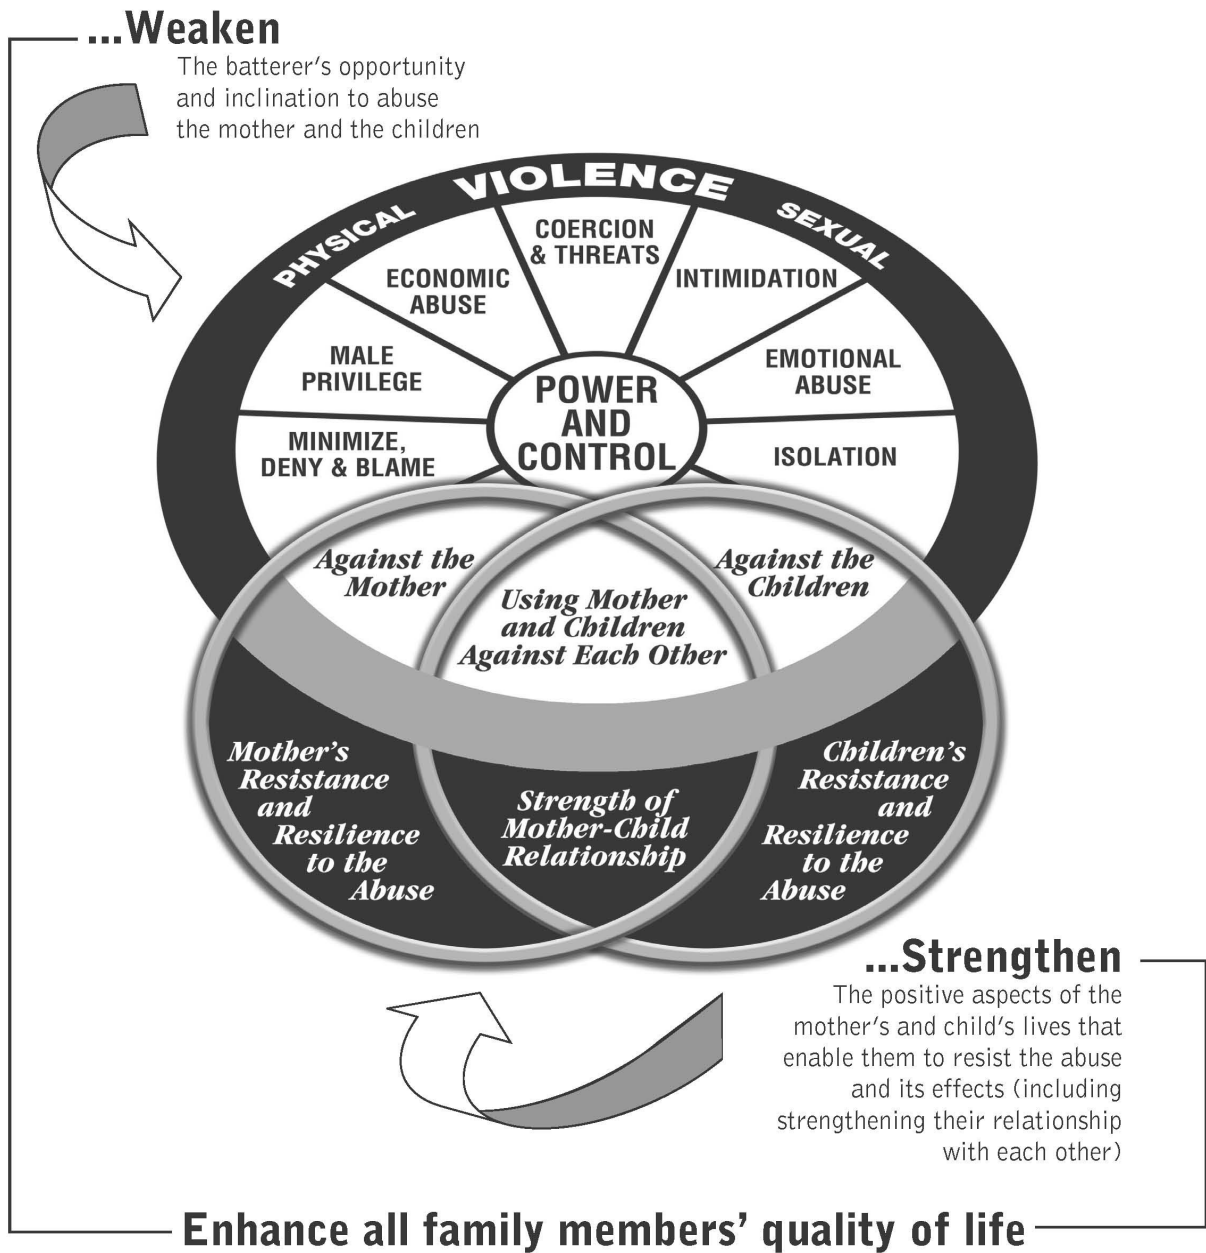 ...Weaken
The batterer's opportunity
and inclination to abuse
the mother and the children
PHYSICAL VIOLENCE SEXUAL
COERCION
& THREATS
ECONOMIC
ABUSE
INTIMIDATION
MALE
PRIVILEGE
EMOTIONAL
ABUSE
POWER
AND
CONTROL
MINIMIZE,
DENY & BLAME
ISOLATION
Against the
Mother
Using Mother
and Children
Against Each Other
Against the
Children
Mother's
Resistance
and
Resilience
to the
Abuse
Strength of
Mother-Child
Relationship
Children's
Resistance
and
Resilience
to the
Abuse
...Strengthen
The positive aspects of the
mother's and child's lives that
enable them to resist the abuse
and its effects (including
strengthening their relationship
with each other)
Enhance all family members' quality of life